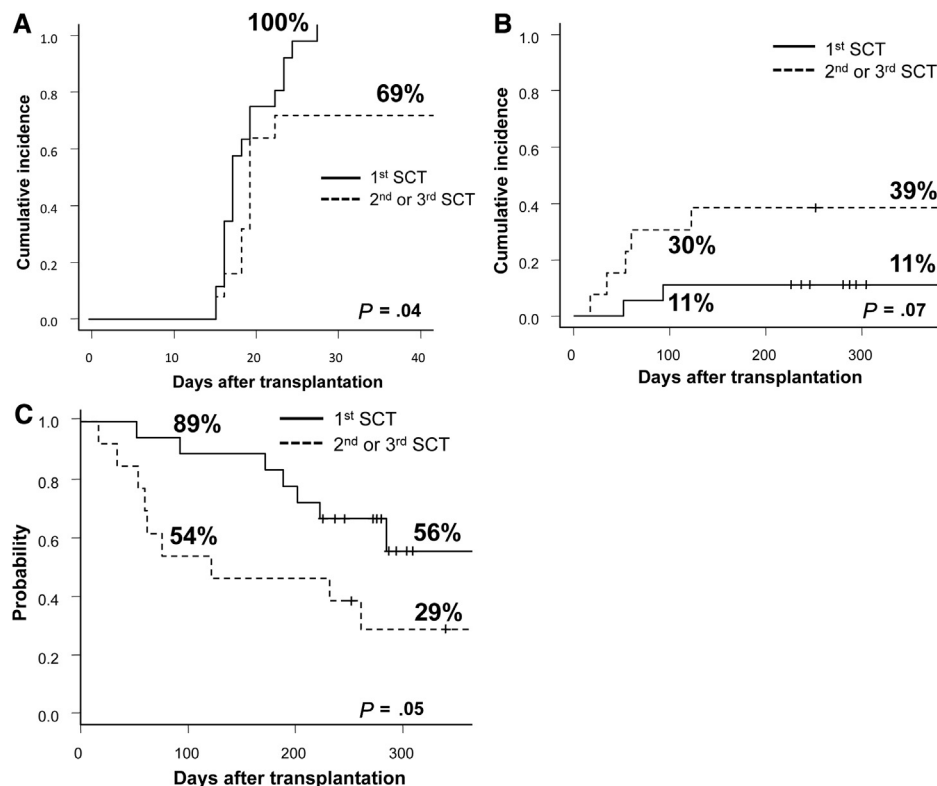 A
100%
69%
1st SCT
2nd or 3rd SCT
P = .04
Cumulative incidence
1.0
0.8
0.6
0.4
0.2
0.0
0 10 20 30 40
Days after transplantation
B
1st SCT
2nd or 3rd SCT
39%
30%
11%
11%
P = .07
Cumulative incidence
1.0
0.8
0.6
0.4
0.2
0.0
0 100 200 300
Days after transplantation
C
1st SCT
2nd or 3rd SCT
89%
54%
56%
29%
P = .05
Probability
1.0
0.8
0.6
0.4
0.2
0.0
0 100 200 300
Days after transplantation